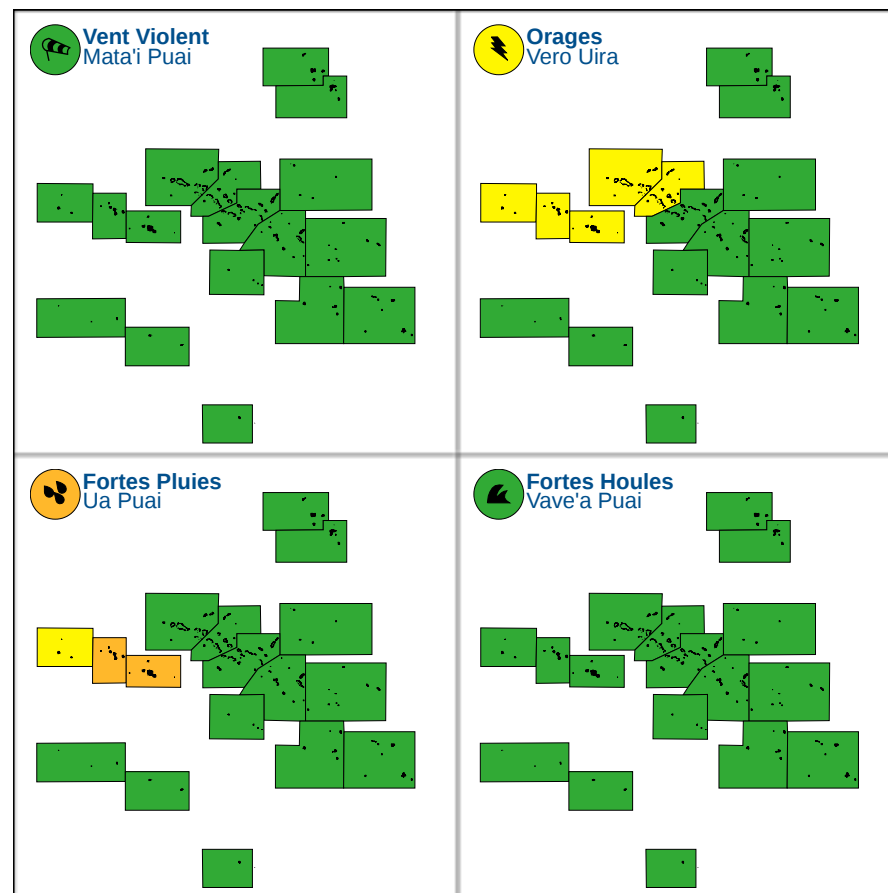 Vent Violent
Mata'i Puai
Orages
Vero Uira
Fortes Pluies
Ua Puai
Fortes Houles
Vave'a Puai